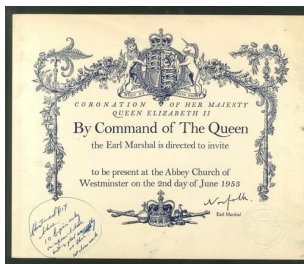 CORONATION OF HER MAJESTY
QUEEN ELIZABETH II
By Command of The Queen
the Earl Marshal is directed to invite
to be present at the Abbey Church of
Westminster on the 2nd day of June 1953
Norfolk.
Earl Marshal